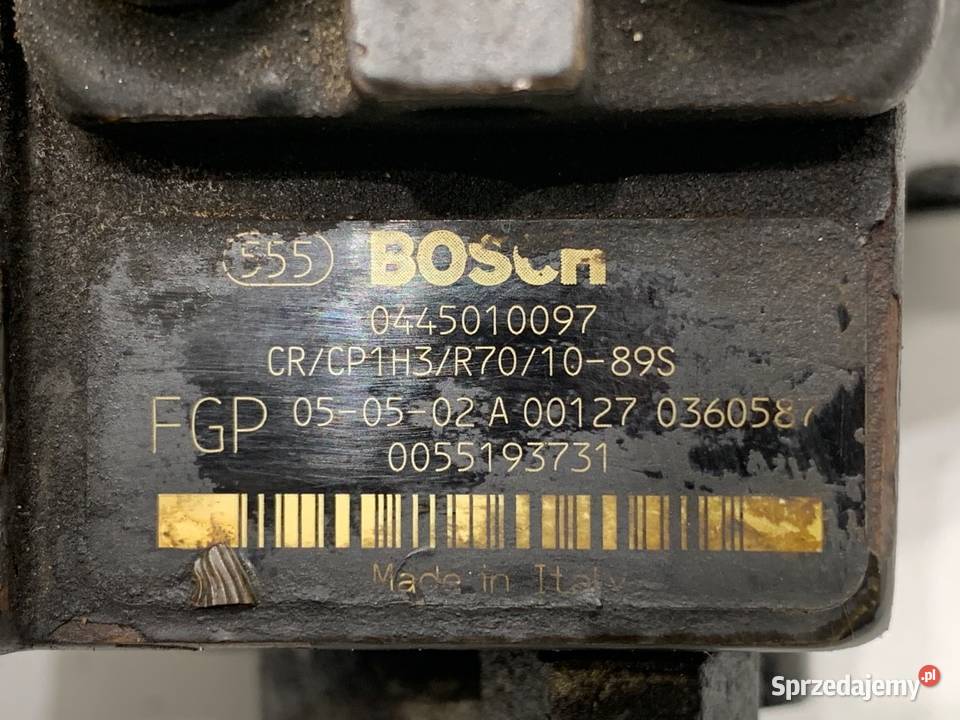 555 BOSCH
0445010097
CR/CP1H3/R70/10-89S
FGP 05-05-02 A 00127 0360587
0055193731
Made in Italy
Sprzedajemy.pl